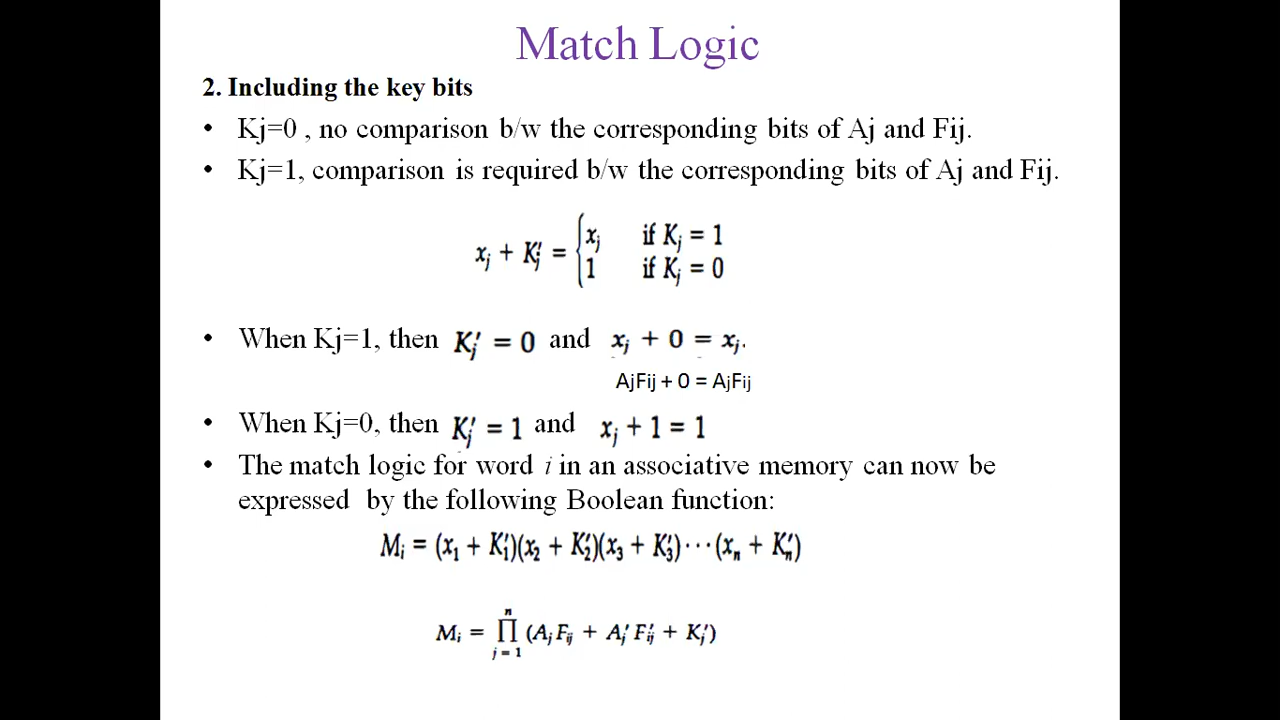 Match Logic
2. Including the key bits
• Kj=0 , no comparison b/w the corresponding bits of Aj and Fij.
• Kj=1, comparison is required b/w the corresponding bits of Aj and Fij.
xⱼ + Kⱼ′ = { xⱼ if Kⱼ = 1
1 if Kⱼ = 0
• When Kj=1, then Kⱼ′ = 0 and xⱼ + 0 = xⱼ.
AjFij + 0 = AjFij
• When Kj=0, then Kⱼ′ = 1 and xⱼ + 1 = 1
• The match logic for word i in an associative memory can now be
expressed by the following Boolean function:
Mᵢ = (x₁ + K₁′)(x₂ + K₂′)(x₃ + K₃′)⋯(xₙ + Kₙ′)
Mᵢ = ∏ⁿⱼ₌₁ (AⱼFᵢⱼ + Aⱼ′Fᵢⱼ′ + Kⱼ′)